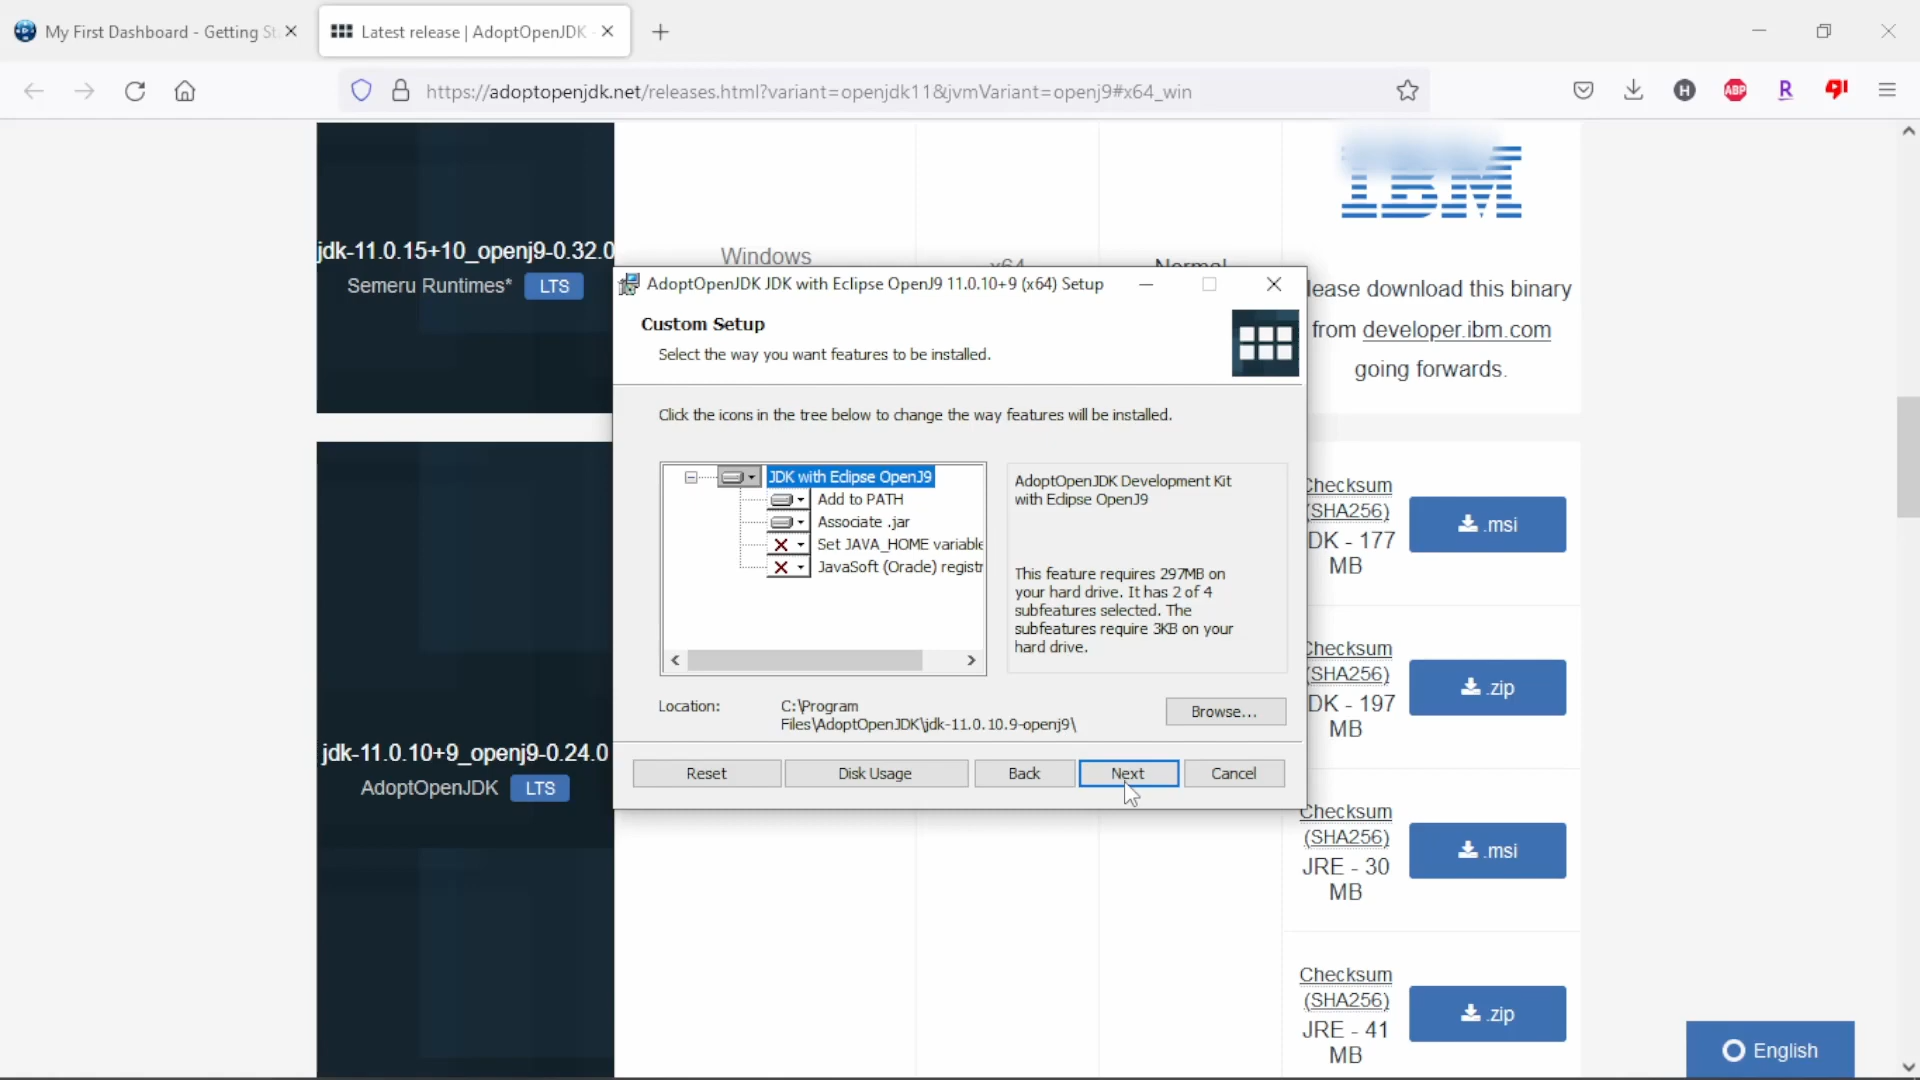 My First Dashboard - Getting St
Latest release | AdoptOpenJDK -
https://adoptopenjdk.net/releases.html?variant=openjdk11&jvmVariant=openj9#x64_win
H
ABP
R
IBM
jdk-11.0.15+10_openj9-0.32.0
Semeru Runtimes* LTS
Windows
x64
Normal
lease download this binary
from developer.ibm.com
going forwards.
AdoptOpenJDK JDK with Eclipse OpenJ9 11.0.10+9 (x64) Setup
Custom Setup
Select the way you want features to be installed.
Click the icons in the tree below to change the way features will be installed.
JDK with Eclipse OpenJ9
Add to PATH
Associate .jar
Set JAVA_HOME variable
JavaSoft (Oracle) registr
AdoptOpenJDK Development Kit
with Eclipse OpenJ9
This feature requires 297MB on
your hard drive. It has 2 of 4
subfeatures selected. The
subfeatures require 3KB on your
hard drive.
Location:
C:\Program
Files\AdoptOpenJDK\jdk-11.0.10.9-openj9\
Browse...
Reset
Disk Usage
Back
Next
Cancel
jdk-11.0.10+9_openj9-0.24.0
AdoptOpenJDK LTS
Checksum
(SHA256)
DK - 177
MB
.msi
Checksum
(SHA256)
DK - 197
MB
.zip
Checksum
(SHA256)
JRE - 30
MB
.msi
Checksum
(SHA256)
JRE - 41
MB
.zip
English